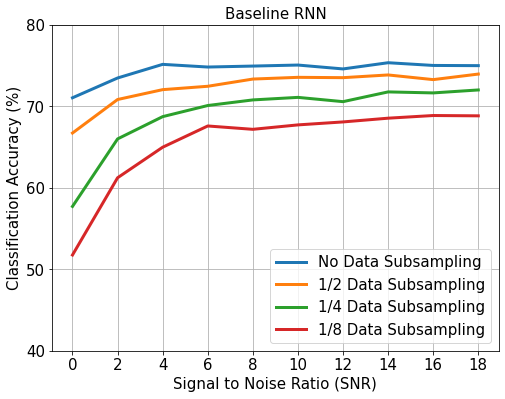 Baseline RNN
Classification Accuracy (%)
80
70
60
50
40
No Data Subsampling
1/2 Data Subsampling
1/4 Data Subsampling
1/8 Data Subsampling
0 2 4 6 8 10 12 14 16 18
Signal to Noise Ratio (SNR)